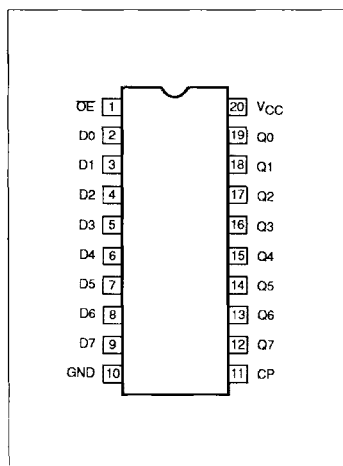 O̅E̅ 1 20 VCC
D0 2 19 Q0
D1 3 18 Q1
D2 4 17 Q2
D3 5 16 Q3
D4 6 15 Q4
D5 7 14 Q5
D6 8 13 Q6
D7 9 12 Q7
GND 10 11 CP